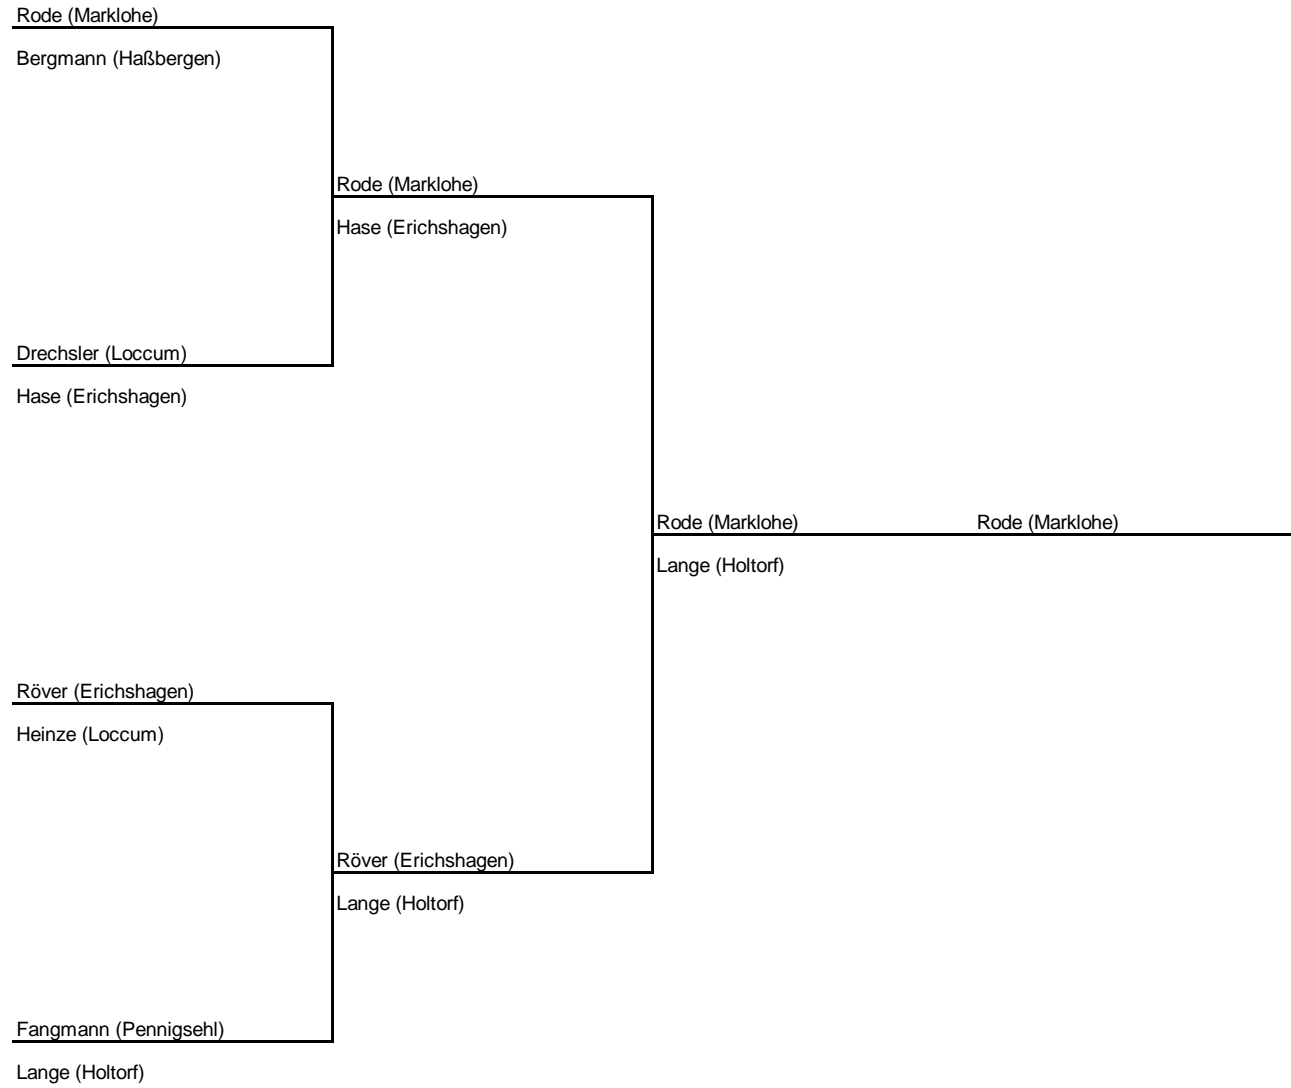 Rode (Marklohe)
Bergmann (Haßbergen)
Rode (Marklohe)
Hase (Erichshagen)
Drechsler (Loccum)
Hase (Erichshagen)
Rode (Marklohe)
Rode (Marklohe)
Lange (Holtorf)
Röver (Erichshagen)
Heinze (Loccum)
Röver (Erichshagen)
Lange (Holtorf)
Fangmann (Pennigsehl)
Lange (Holtorf)